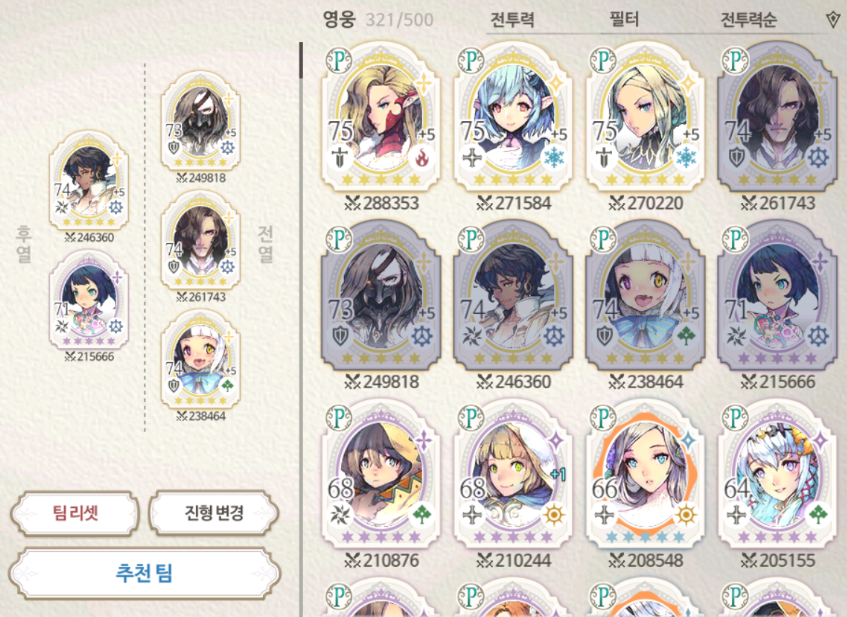 영웅 321/500 전투력 필터 전투력순
P P P P
75 75 75 74
+5 +5 +5 +5
288353 271584 270220 261743
P P P P
73 74 74 71
+5 +5 +5
249818 246360 238464 215666
P P P P
68 68 66 64
+1
210876 210244 208548 205155
P P P P
후열
74
+5
246360
71
215666
73
+5
249818
74
+5
261743
74
+5
238464
전열
팀 리셋 진형 변경
추천 팀